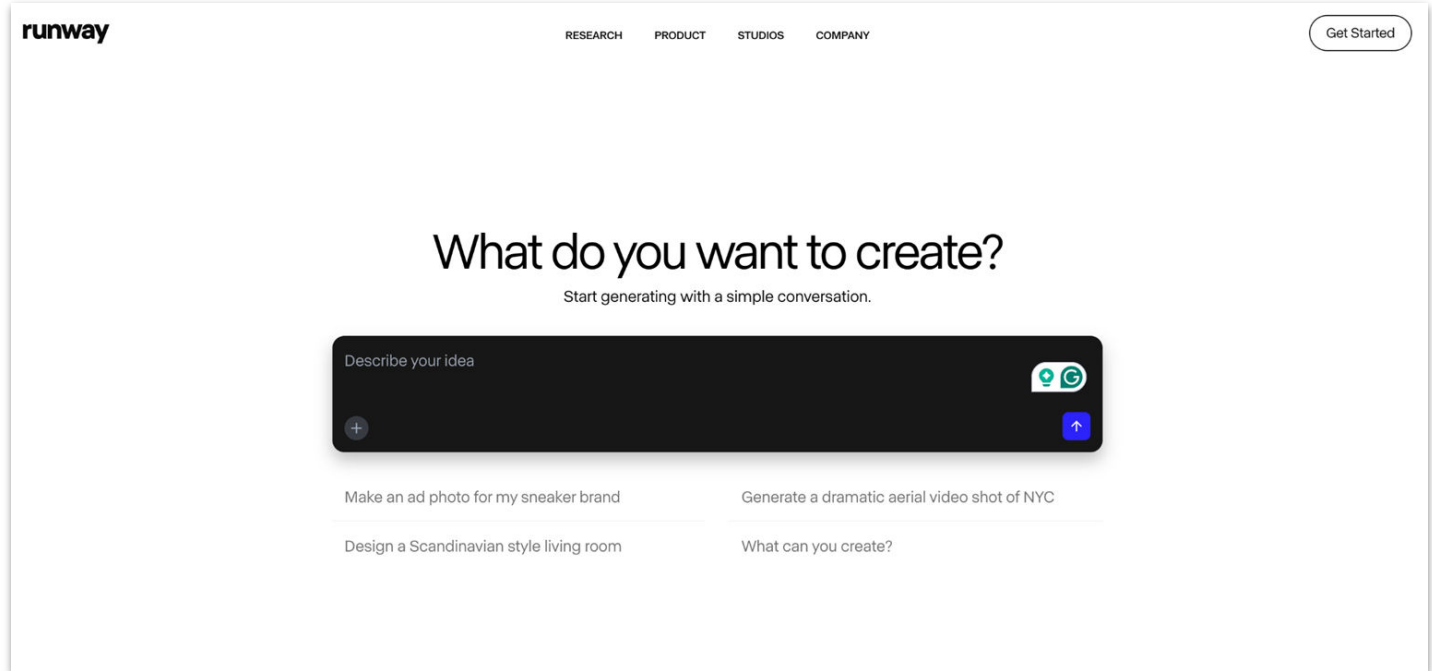 runway
RESEARCH PRODUCT STUDIOS COMPANY
Get Started
What do you want to create?
Start generating with a simple conversation.
Describe your idea
Make an ad photo for my sneaker brand
Generate a dramatic aerial video shot of NYC
Design a Scandinavian style living room
What can you create?